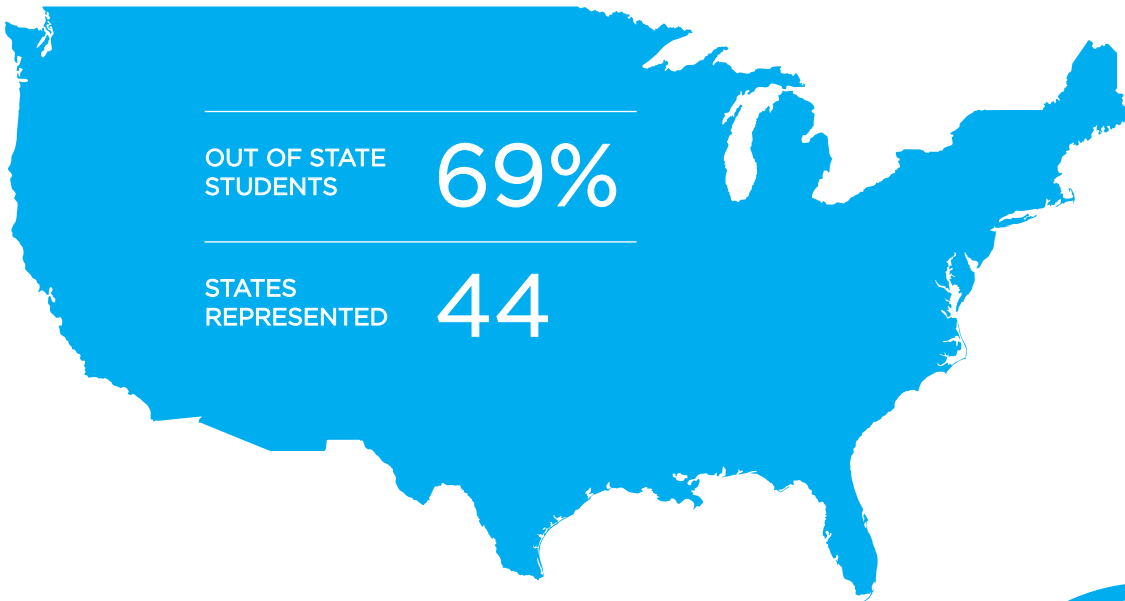 OUT OF STATE
STUDENTS
69%
STATES
REPRESENTED
44